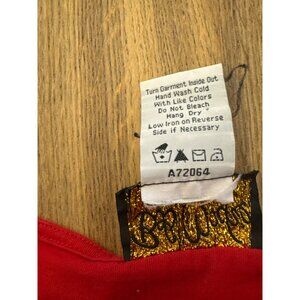 Turn Garment Inside Out
Hand Wash Cold
With Like Colors
Do Not Bleach
Hang Dry
Low Iron on Reverse
Side if Necessary
A72064